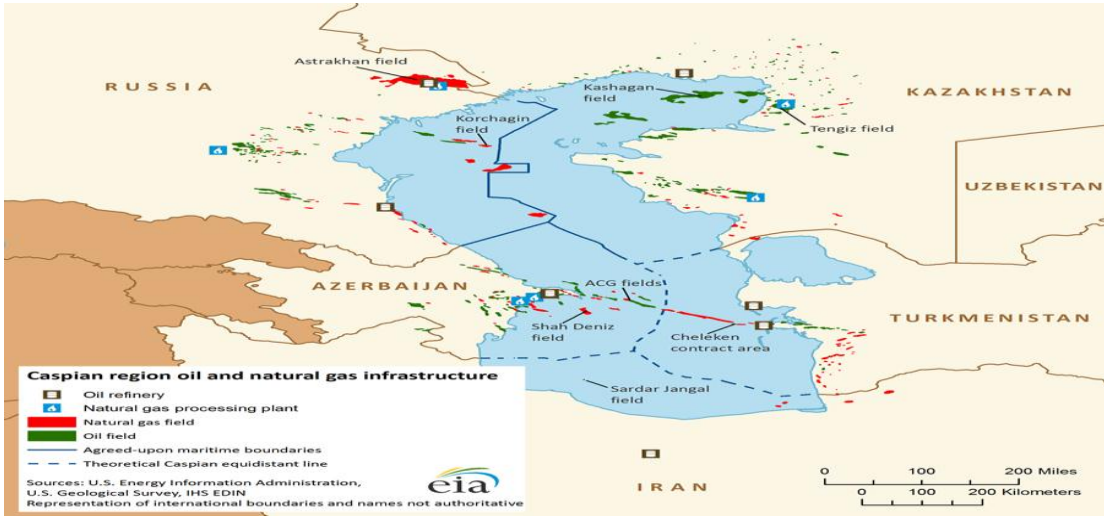 Astrakhan field
RUSSIA
Kashagan
field
KAZAKHSTAN
Korchagin
field
Tengiz field
UZBEKISTAN
AZERBAIJAN
ACG fields
TURKMENISTAN
Shah Deniz
field
Cheleken
contract area
Sardar Jangal
field
Caspian region oil and natural gas infrastructure
Oil refinery
Natural gas processing plant
Natural gas field
Oil field
Agreed-upon maritime boundaries
Theoretical Caspian equidistant line
Sources: U.S. Energy Information Administration,
U.S. Geological Survey, IHS EDIN
Representation of international boundaries and names not authoritative
eia
IRAN
0 100 200 Miles
0 100 200 Kilometers